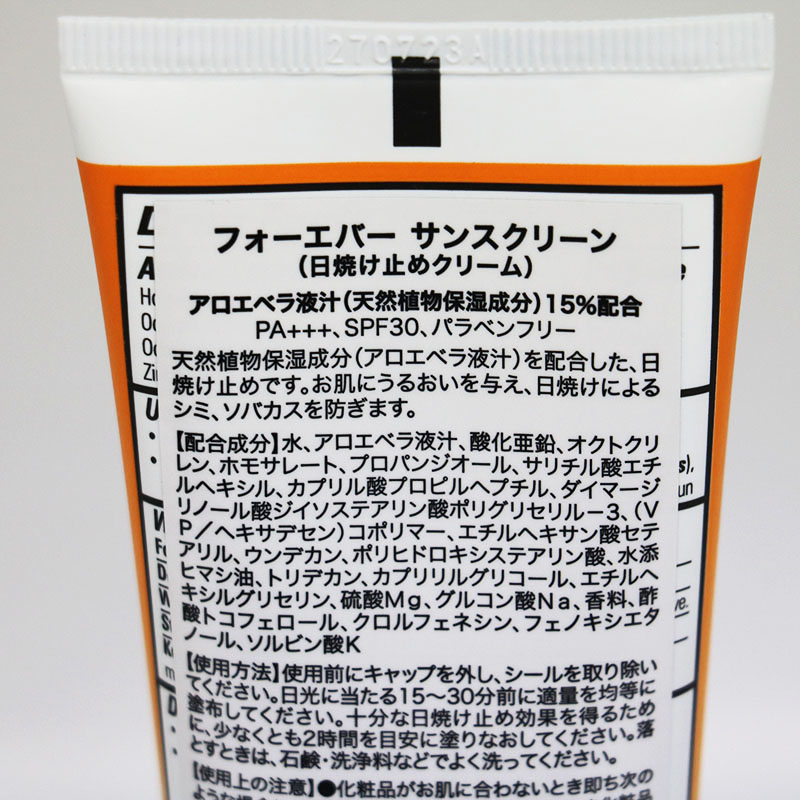 270723A
フォーエバー サンスクリーン
(日焼け止めクリーム)
アロエベラ液汁(天然植物保湿成分)15%配合
PA+++、SPF30、パラベンフリー
天然植物保湿成分(アロエベラ液汁)を配合した、日
焼け止めです。お肌にうるおいを与え、日焼けによる
シミ、ソバカスを防ぎます。
【配合成分】水、アロエベラ液汁、酸化亜鉛、オクトクリ
レン、ホモサレート、プロパンジオール、サリチル酸エチ
ルヘキシル、カプリル酸プロピルヘプチル、ダイマージ
リノール酸ジイソステアリン酸ポリグリセリル−3、(V
P/ヘキサデセン)コポリマー、エチルヘキサン酸セテ
アリル、ウンデカン、ポリヒドロキシステアリン酸、水添
ヒマシ油、トリデカン、カプリリルグリコール、エチルヘ
キシルグリセリン、硫酸Mg、グルコン酸Na、香料、酢
酸トコフェロール、クロルフェネシン、フェノキシエタ
ノール、ソルビン酸K
【使用方法】使用前にキャップを外し、シールを取り除い
てください。日光に当たる15〜30分前に適量を均等に
塗布してください。十分な日焼け止め効果を得るため
に、少なくとも2時間を目安に塗りなおしてください。落
とすときは、石鹸・洗浄料などでよく洗ってください。
【使用上の注意】●化粧品がお肌に合わないとき即ち次の